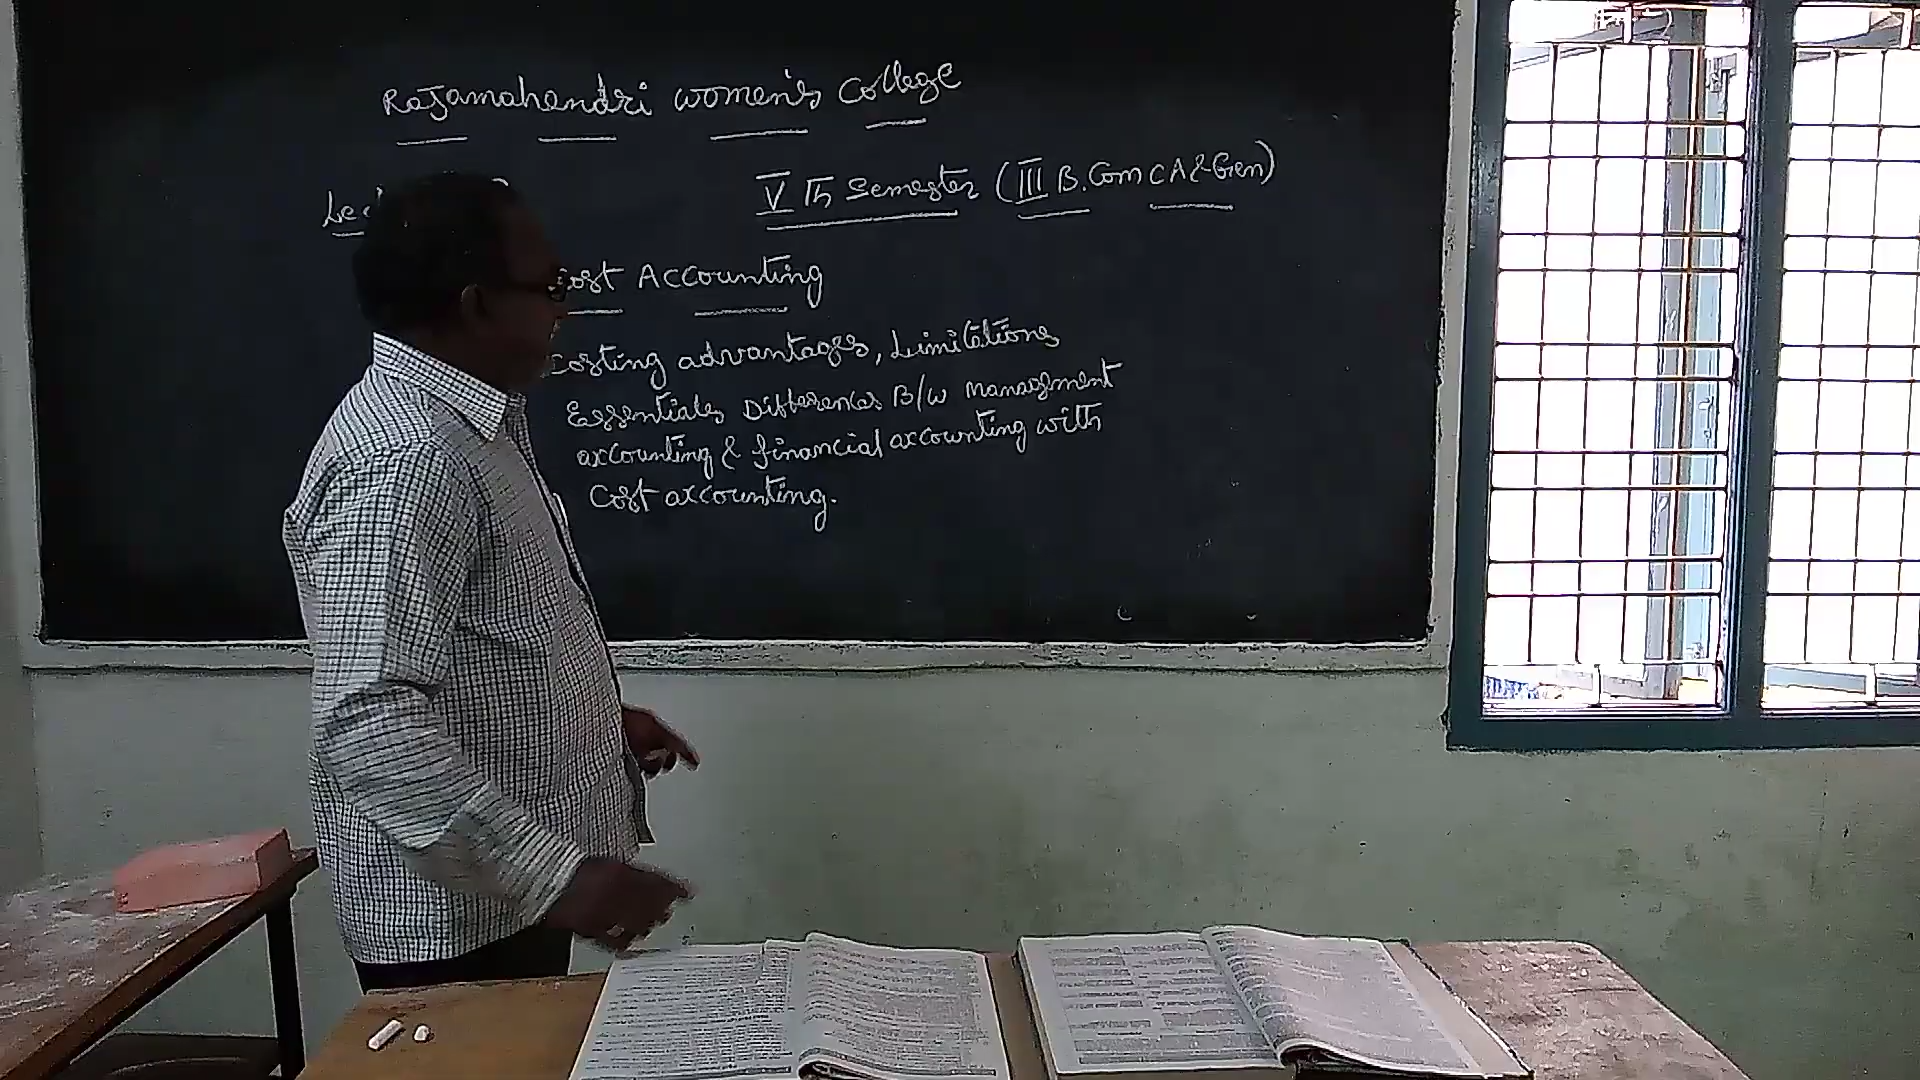 Rajamahendri women's college
V Th Semester (III B.Com CA & Gen)
Cost Accounting
Costing advantages, Limitations
Essentials, Differences B/w Management
accounting & financial accounting with
Cost accounting.